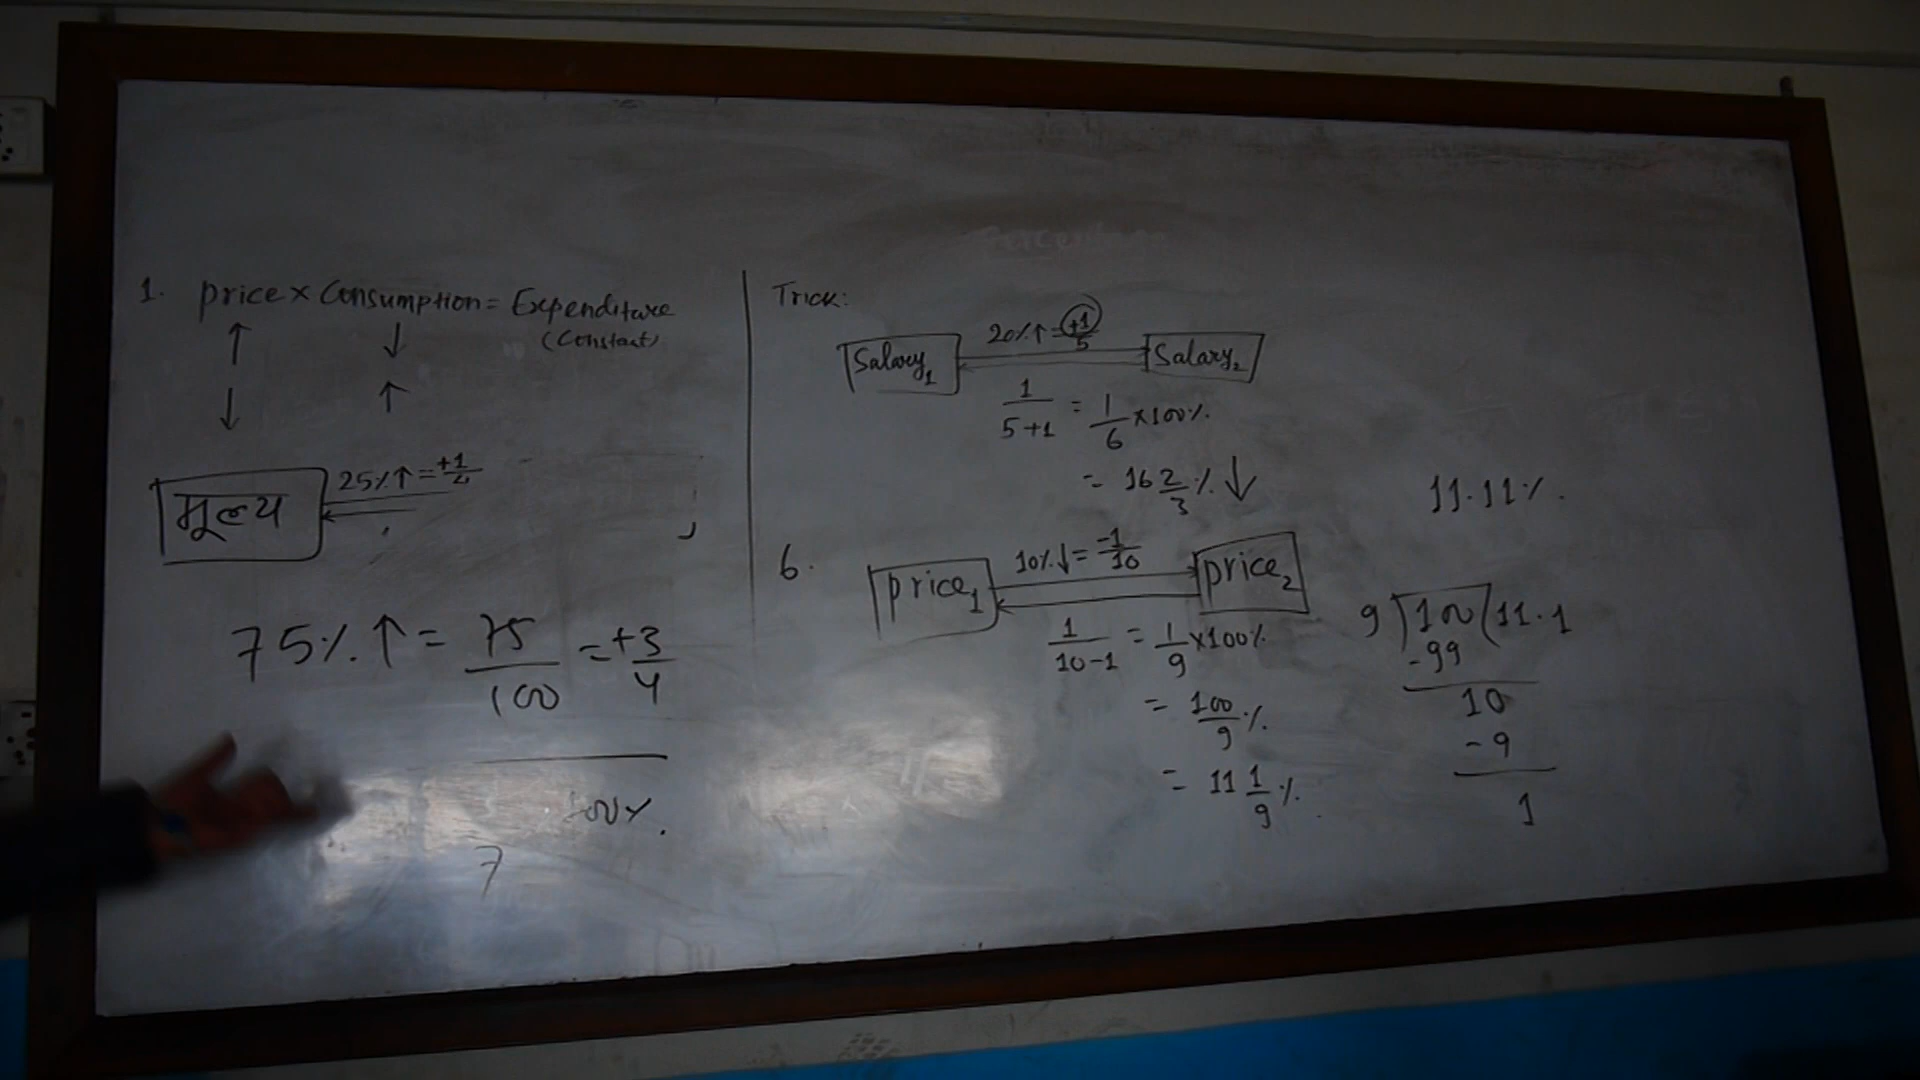 1. price × Consumption = Expenditure
(Constant)
↑ ↓
↓ ↑
मूल्य 25%↑ = +1/4
75%. ↑ = 75/100 = +3/4
100%.
7
Trick:
Salary1 20%↑ = +1/5 Salary2
1/5+1 = 1/6 × 100%.
= 16 2/3 %. ↓
11.11%.
6. price1 10%.↓ = -1/10 price2
1/10-1 = 1/9 × 100%.
= 100/9 %.
= 11 1/9 %.
9)100(11.1
-99
10
-9
1